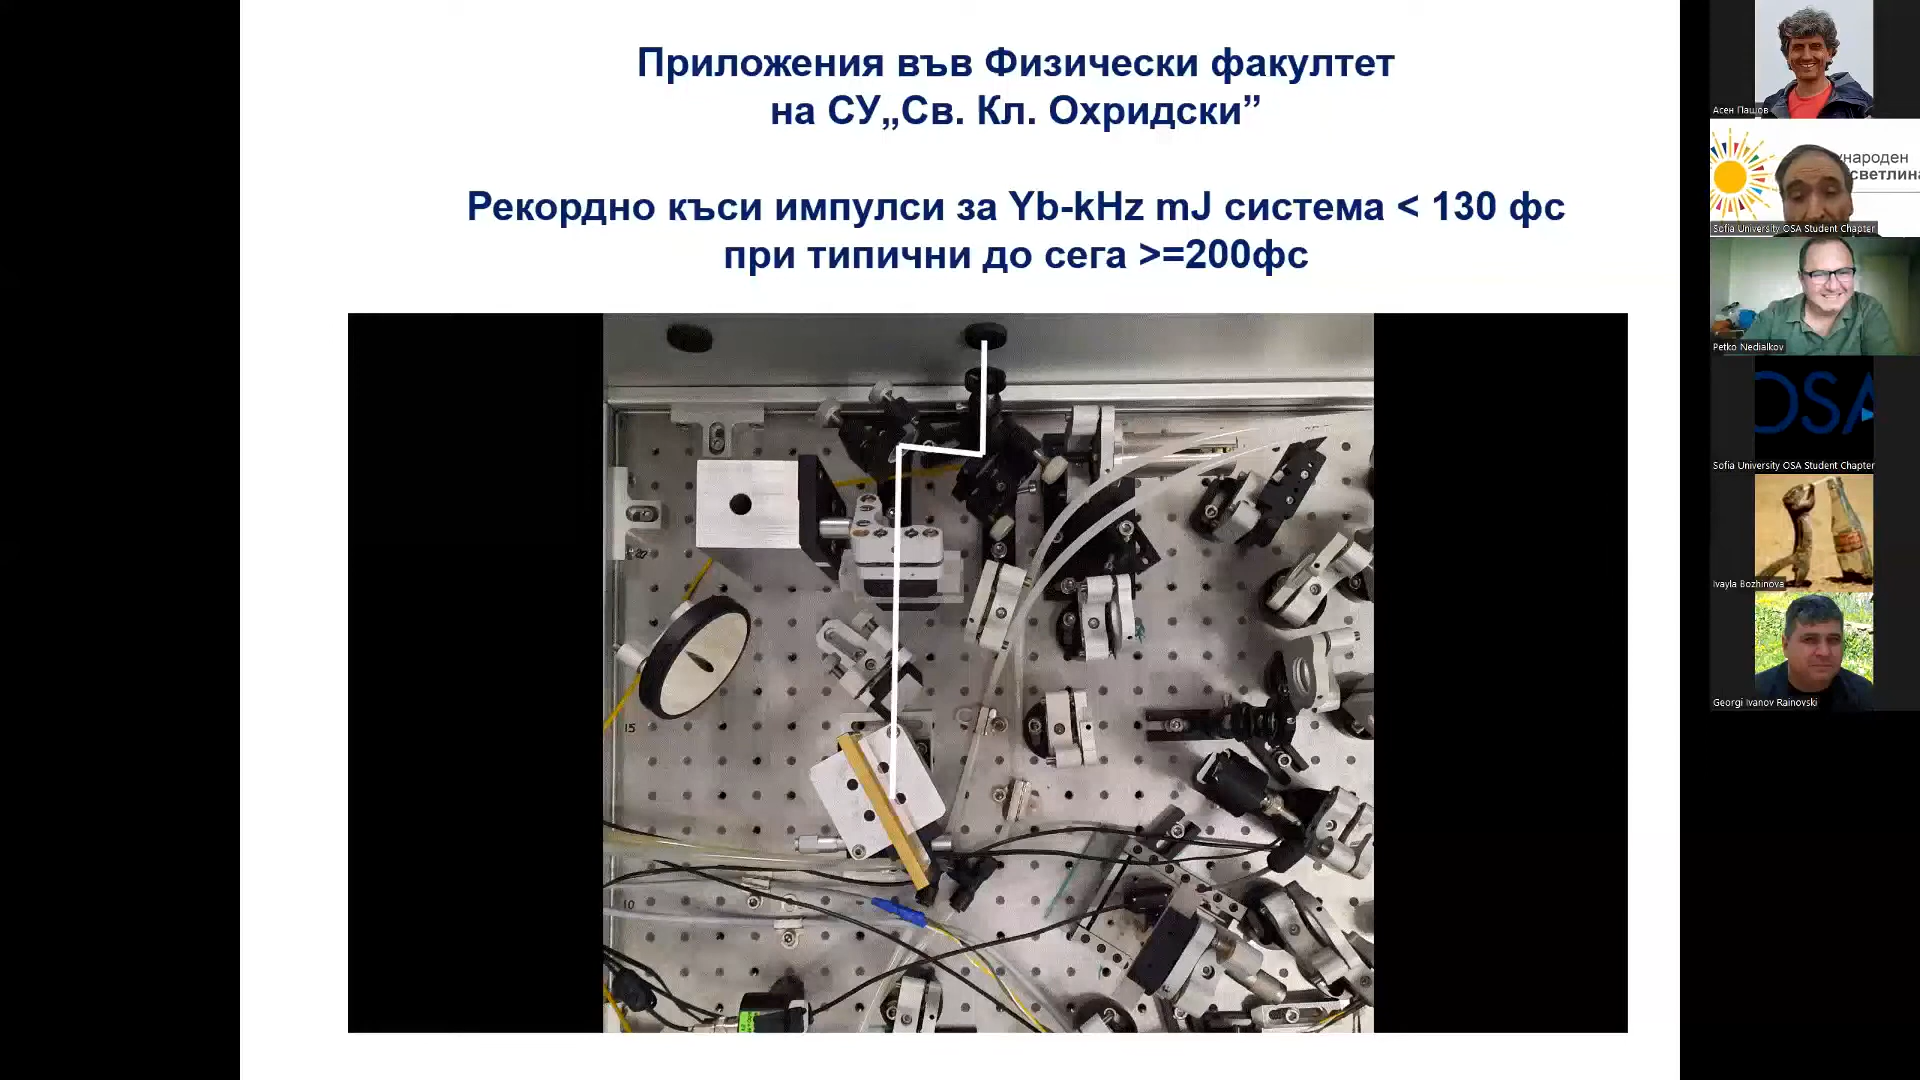 Приложения във Физически факултет
на СУ„Св. Кл. Охридски”
Рекордно къси импулси за Yb-kHz mJ система < 130 фс
при типични до сега >=200фс
15
10
Асен Пашов
народен
светлина
Sofia University OSA Student Chapter
Petko Nedialkov
OSA
Sofia University OSA Student Chapter
Ivayla Bozhinova
Georgi Ivanov Rainovski